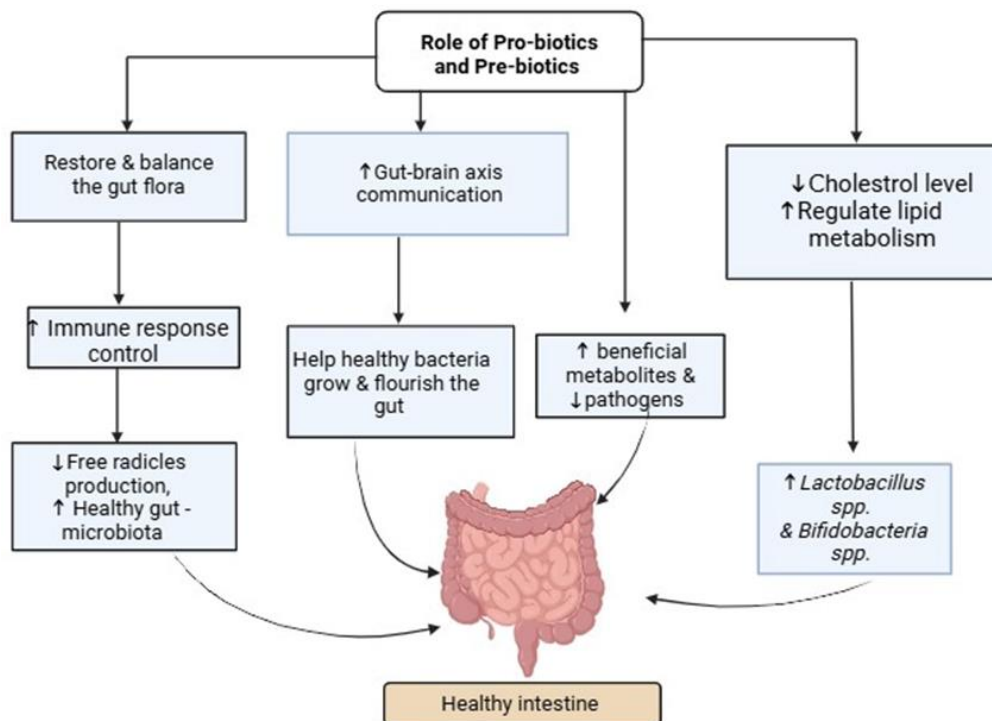 Role of Pro-biotics
and Pre-biotics
Restore & balance
the gut flora
↑Gut-brain axis
communication
↓Cholestrol level
↑Regulate lipid
metabolism
↑ Immune response
control
Help healthy bacteria
grow & flourish the
gut
↑ beneficial
metabolites &
↓pathogens
↓Free radicles
production,
↑ Healthy gut -
microbiota
↑ Lactobacillus
spp.
& Bifidobacteria
spp.
Healthy intestine